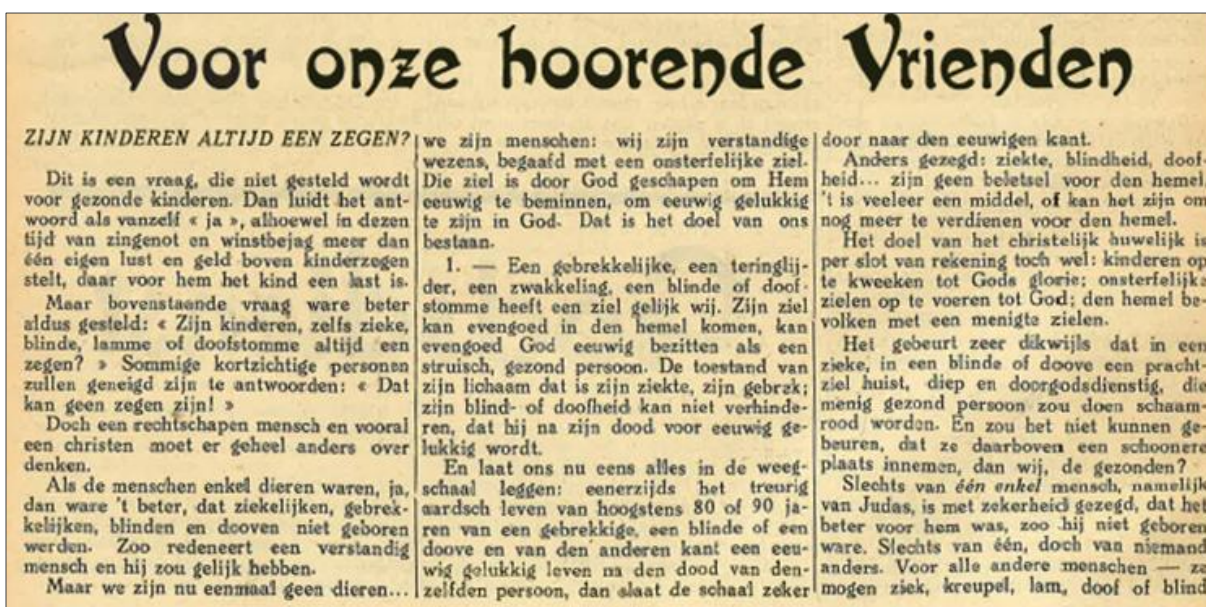 Voor onze hoorende Vrienden
ZIJN KINDEREN ALTIJD EEN ZEGEN?
Dit is een vraag, die niet gesteld wordt
voor gezonde kinderen. Dan luidt het ant-
woord als vanzelf « ja », alhoewel in dezen
tijd van zingenot en winstbejag meer dan
één eigen lust en geld boven kinderzegen
stelt, daar voor hem het kind een last is.
Maar bovenstaande vraag ware beter
aldus gesteld: « Zijn kinderen, zelfs zieke,
blinde, lamme of doofstomme altijd een
zegen? » Sommige kortzichtige personen
zullen geneigd zijn te antwoorden: « Dat
kan geen zegen zijn! »
Doch een rechtschapen mensch en vooral
een christen moet er geheel anders over
denken.
Als de menschen enkel dieren waren, ja,
dan ware 't beter, dat ziekelijken, gebrek-
kelijken, blinden en dooven niet geboren
werden. Zoo redeneert een verstandig
mensch en hij zou gelijk hebben.
Maar we zijn nu eenmaal geen dieren...
we zijn menschen: wij zijn verstandige
wezens, begaafd met een onsterfelijke ziel.
Die ziel is door God geschapen om Hem
eeuwig te beminnen, om eeuwig gelukkig
te zijn in God. Dat is het doel van ons
bestaan.
1. — Een gebrekkelijke, een teringlij-
der, een zwakkeling, een blinde of doof-
stomme heeft een ziel gelijk wij. Zijn ziel
kan evengoed in den hemel komen, kan
evengoed God eeuwig bezitten als een
struisch, gezond persoon. De toestand van
zijn lichaam dat is zijn ziekte, zijn gebrek;
zijn blind- of doofheid kan niet verhinde-
ren, dat hij na zijn dood voor eeuwig ge-
lukkig wordt.
En laat ons nu eens alles in de weeg-
schaal leggen: eenerzijds het treurig
aardsch leven van hoogstens 80 of 90 ja-
ren van een gebrekkige, een blinde of een
doove en van den anderen kant een eeu-
wig gelukkig leven na den dood van den-
zelfden persoon, dan slaat de schaal zeker
door naar den eeuwigen kant.
Anders gezegd: ziekte, blindheid, doof-
heid... zijn geen beletsel voor den hemel,
't is veeleer een middel, of kan het zijn om
nog meer te verdienen voor den hemel.
Het doel van het christelijk huwelijk is
per slot van rekening toch wel: kinderen op
te kweeken tot Gods glorie; onsterfelijke
zielen op te voeren tot God; den hemel be-
volken met een menigte zielen.
Het gebeurt zeer dikwijls dat in een
zieke, in een blinde of doove een pracht-
ziel huist, diep en doorgodsdienstig, die
menig gezond persoon zou doen schaam-
rood worden. En zou het niet kunnen ge-
beuren, dat ze daarboven een schoonere
plaats innemen, dan wij, de gezonden?
Slechts van één enkel mensch, namelijk
van Judas, is met zekerheid gezegd, dat het
beter voor hem was, zoo hij niet geboren
ware. Slechts van één, doch van niemand
anders. Voor alle andere menschen — ze
mogen ziek, kreupel, lam, doof of blind